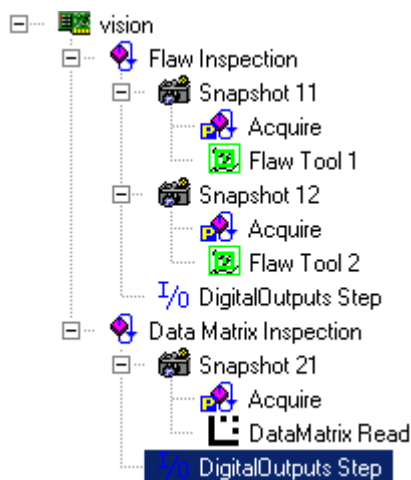 vision
Flaw Inspection
Snapshot 11
Acquire
Flaw Tool 1
Snapshot 12
Acquire
Flaw Tool 2
I/O DigitalOutputs Step
Data Matrix Inspection
Snapshot 21
Acquire
DataMatrix Read
I/O DigitalOutputs Step